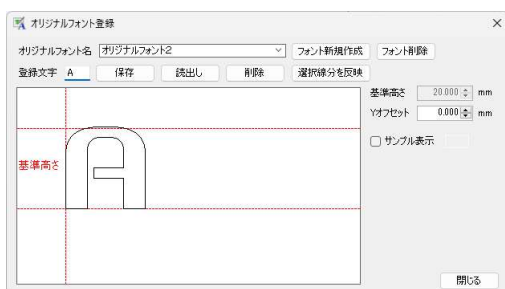 オリジナルフォント登録
オリジナルフォント名 オリジナルフォント2 フォント新規作成 フォント削除
登録文字 A 保存 読出し 削除 選択線分を反映
基準高さ 20.000 mm
Yオフセット 0.000 mm
サンプル表示
基準高さ
A
閉じる